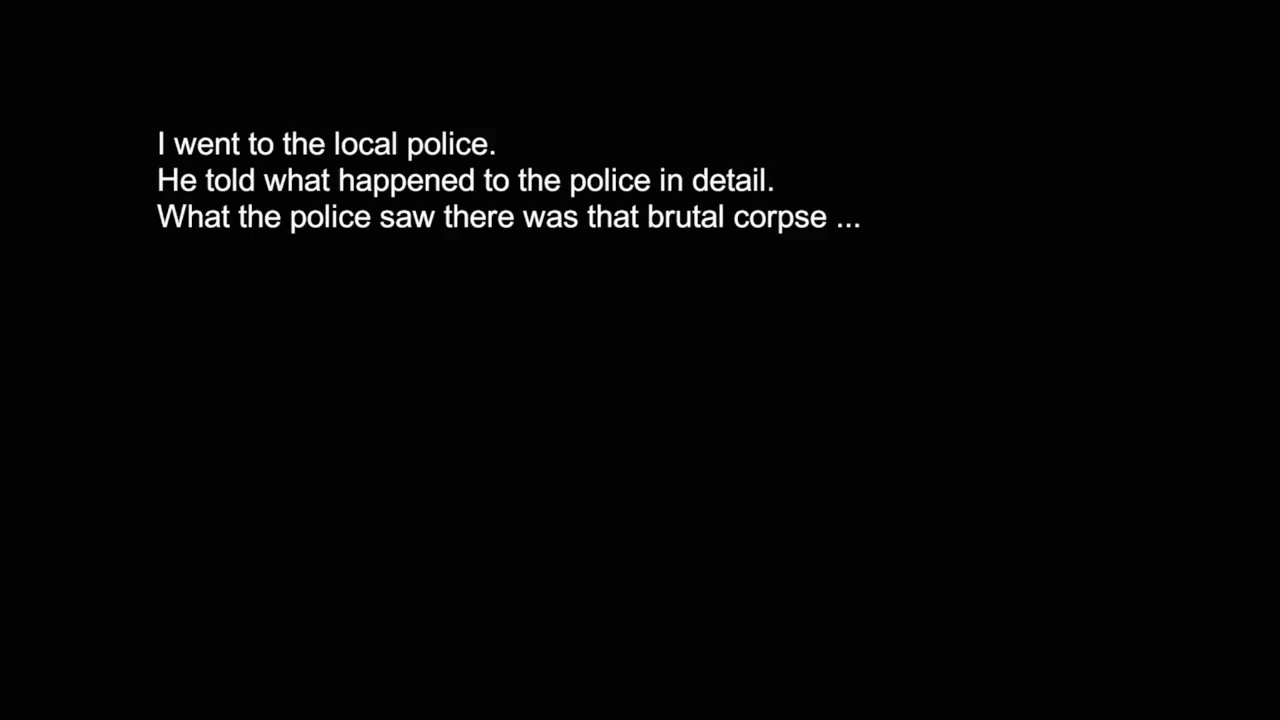 I went to the local police.
He told what happened to the police in detail.
What the police saw there was that brutal corpse ...